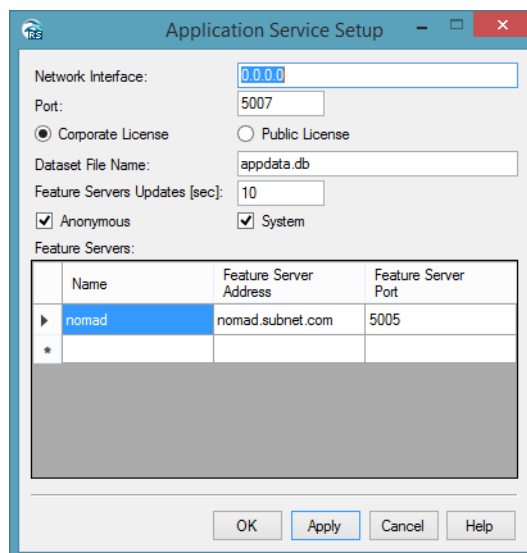 RS
Application Service Setup
Network Interface: 0.0.0.0
Port: 5007
Corporate License Public License
Dataset File Name: appdata.db
Feature Servers Updates [sec]: 10
Anonymous System
Feature Servers:
Name Feature Server Address Feature Server Port
nomad nomad.subnet.com 5005
OK Apply Cancel Help